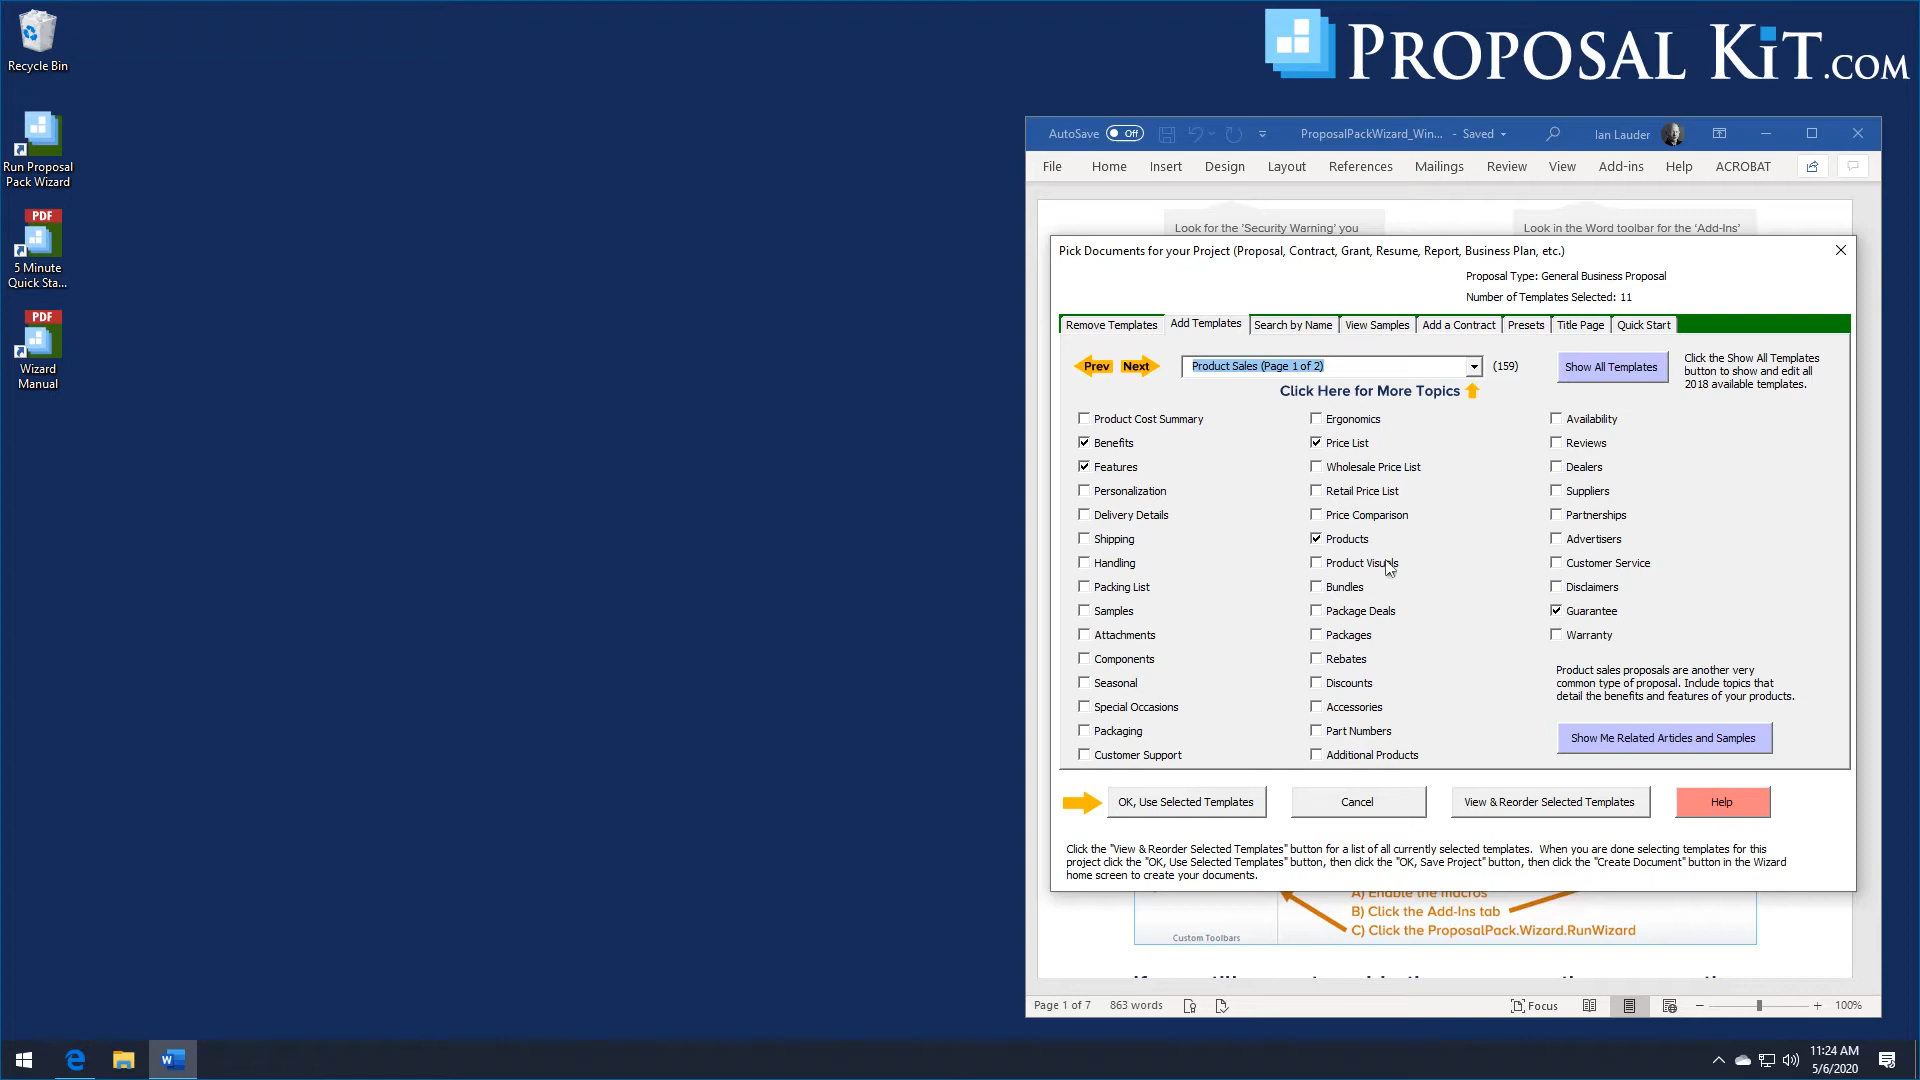 Recycle Bin
Run Proposal
Pack Wizard
PDF
5 Minute
Quick Sta...
PDF
Wizard
Manual
PROPOSAL KIT.COM
AutoSave Off ProposalPackWizard_Win... - Saved Ian Lauder
File Home Insert Design Layout References Mailings Review View Add-ins Help ACROBAT
Look for the 'Security Warning' you Look in the Word toolbar for the 'Add-Ins'
Pick Documents for your Project (Proposal, Contract, Grant, Resume, Report, Business Plan, etc.)
Proposal Type: General Business Proposal
Number of Templates Selected: 11
Remove Templates Add Templates Search by Name View Samples Add a Contract Presets Title Page Quick Start
Prev Next Product Sales (Page 1 of 2) (159) Show All Templates
Click the Show All Templates
button to show and edit all
2018 available templates.
Click Here for More Topics
Product Cost Summary
Benefits
Features
Personalization
Delivery Details
Shipping
Handling
Packing List
Samples
Attachments
Components
Seasonal
Special Occasions
Packaging
Customer Support
Ergonomics
Price List
Wholesale Price List
Retail Price List
Price Comparison
Products
Product Visuals
Bundles
Package Deals
Packages
Rebates
Discounts
Accessories
Part Numbers
Additional Products
Availability
Reviews
Dealers
Suppliers
Partnerships
Advertisers
Customer Service
Disclaimers
Guarantee
Warranty
Product sales proposals are another very
common type of proposal. Include topics that
detail the benefits and features of your products.
Show Me Related Articles and Samples
OK, Use Selected Templates Cancel View & Reorder Selected Templates Help
Click the "View & Reorder Selected Templates" button for a list of all currently selected templates. When you are done selecting templates for this
project click the "OK, Use Selected Templates" button, then click the "OK, Save Project" button, then click the "Create Document" button in the Wizard
home screen to create your documents.
A) Enable the macros
B) Click the Add-Ins tab
C) Click the ProposalPack.Wizard.RunWizard
Custom Toolbars
Page 1 of 7 863 words Focus 100%
11:24 AM
5/6/2020